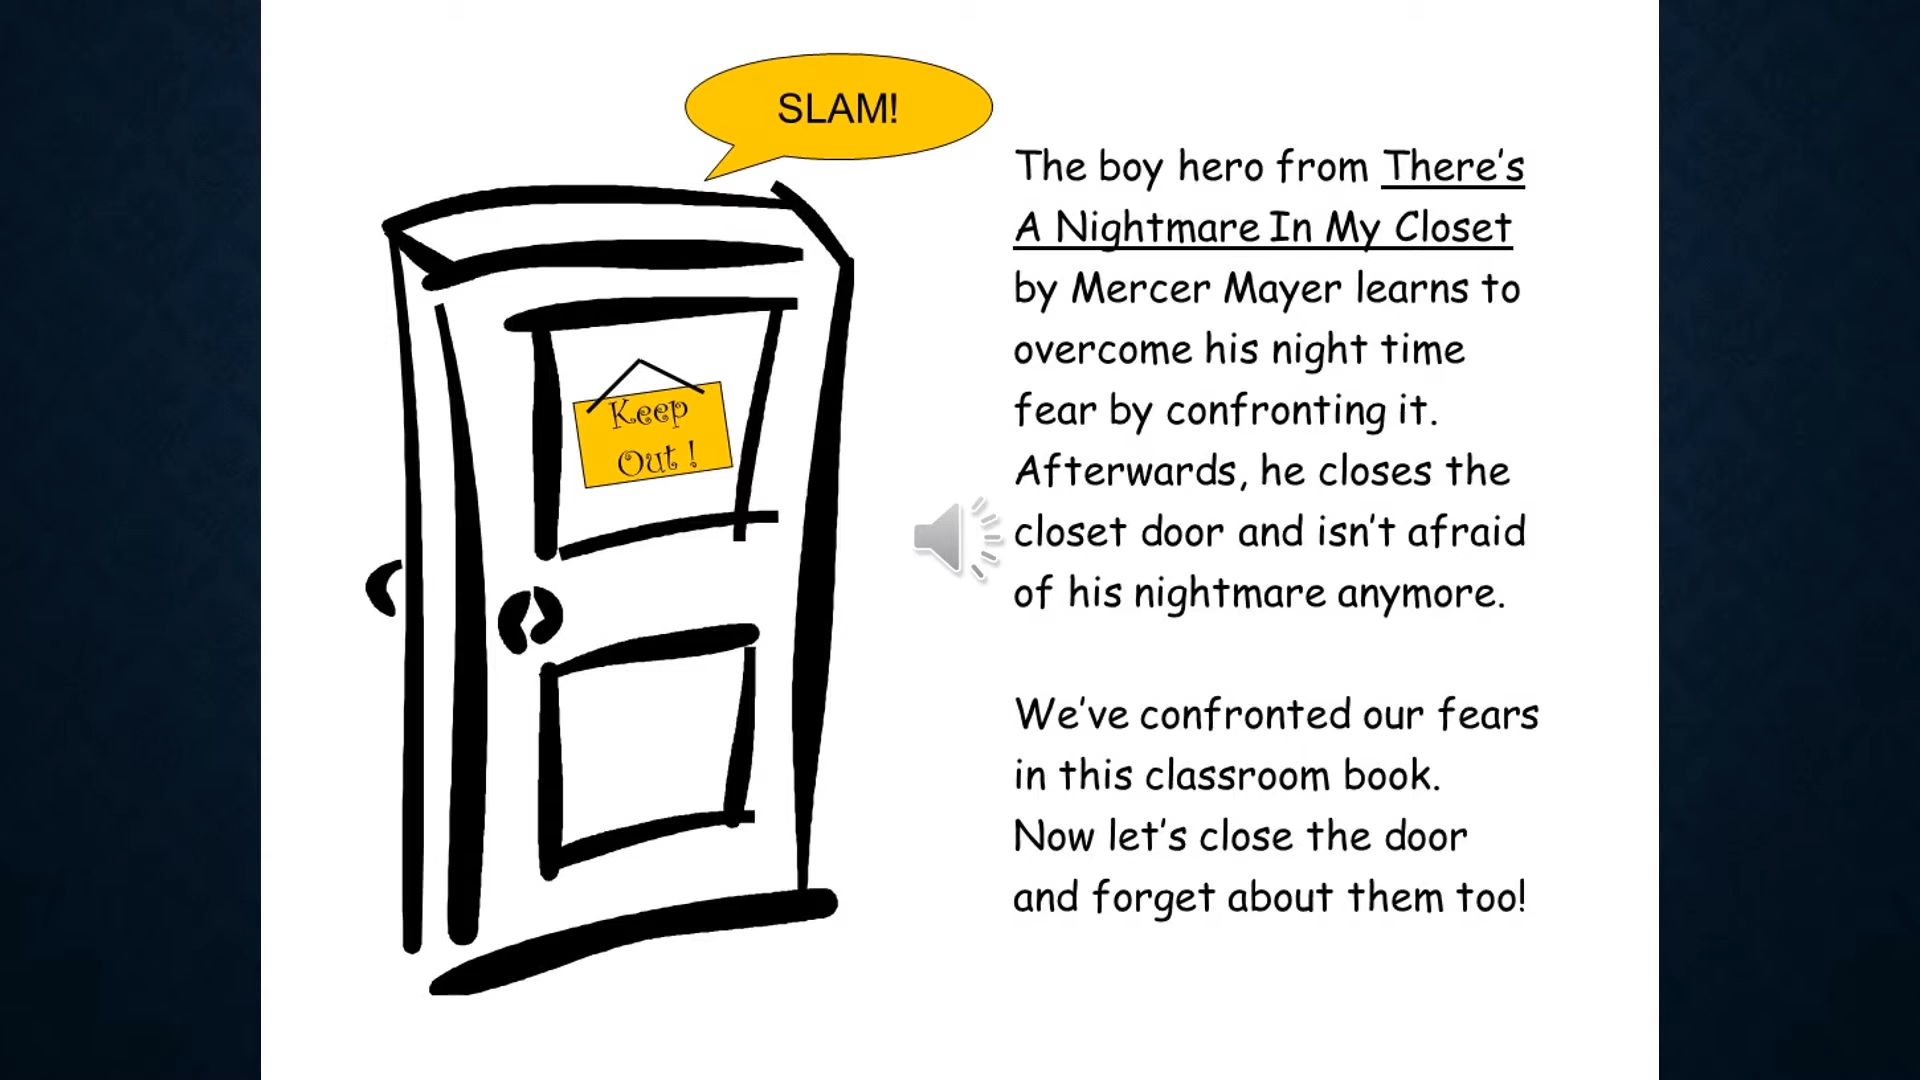 SLAM!
Keep
Out !
The boy hero from There's
A Nightmare In My Closet
by Mercer Mayer learns to
overcome his night time
fear by confronting it.
Afterwards, he closes the
closet door and isn't afraid
of his nightmare anymore.
We've confronted our fears
in this classroom book.
Now let's close the door
and forget about them too!